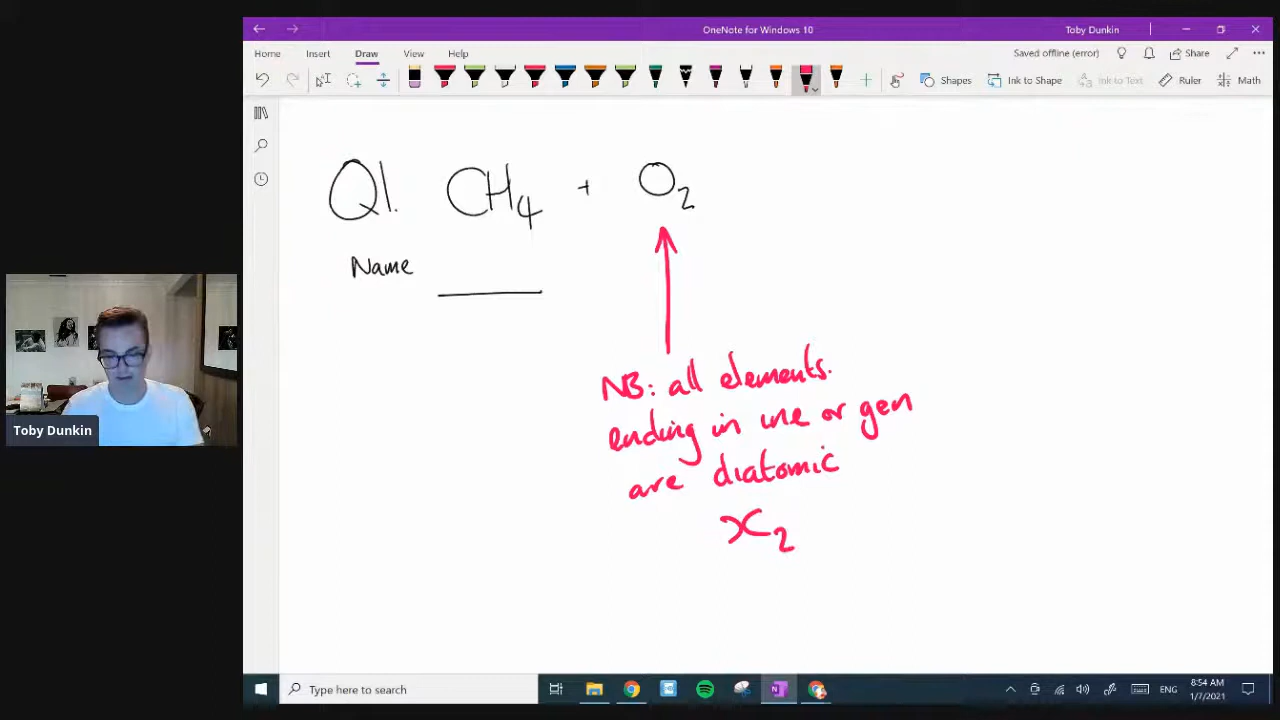 OneNote for Windows 10
Toby Dunkin
Home Insert Draw View Help
Saved offline (error)
Share
Shapes
Ink to Shape
Ink to Text
Ruler
Math
Q1. CH4 + O2
Name
NB: all elements.
ending in ine or gen
are diatomic
x2
Toby Dunkin
Type here to search
ENG
8:54 AM
1/7/2021